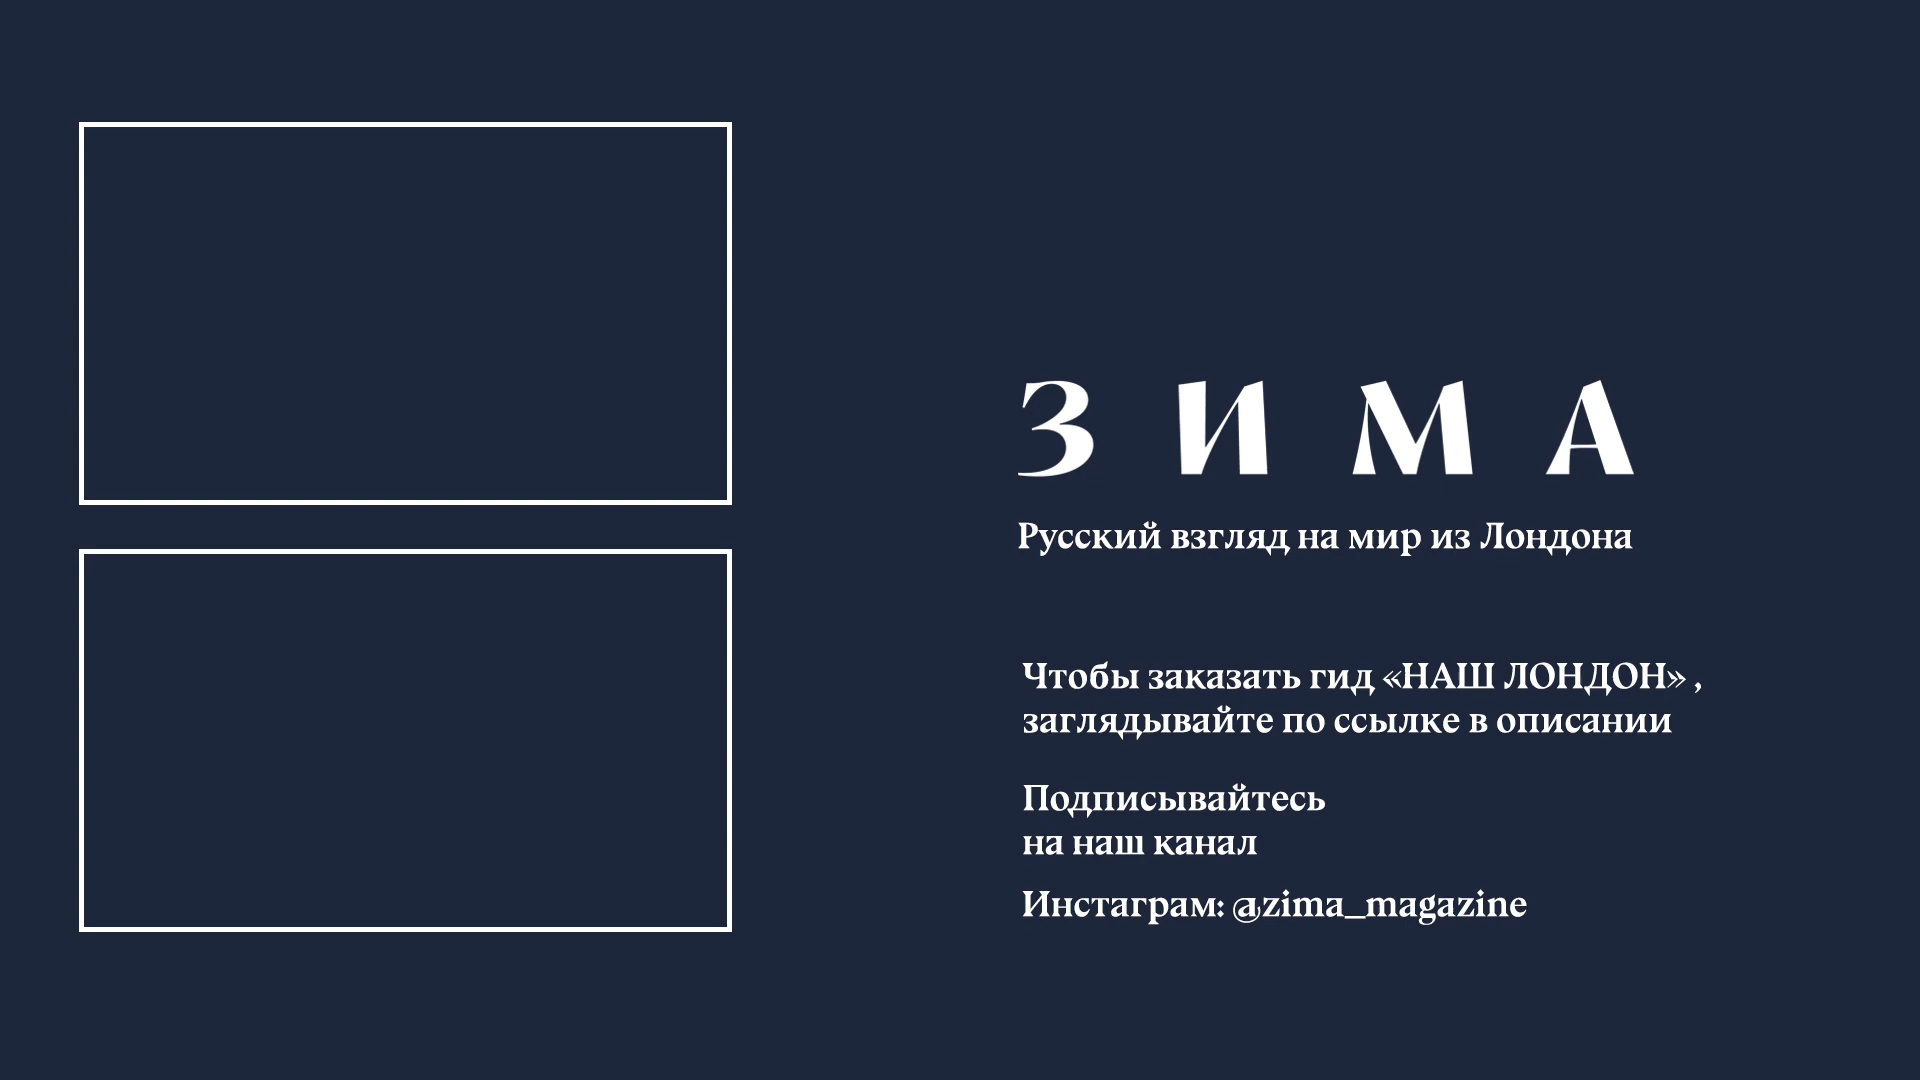 ЗИМА
Русский взгляд на мир из Лондона
Чтобы заказать гид «НАШ ЛОНДОН» ,
заглядывайте по ссылке в описании
Подписывайтесь
на наш канал
Инстаграм: @zima_magazine